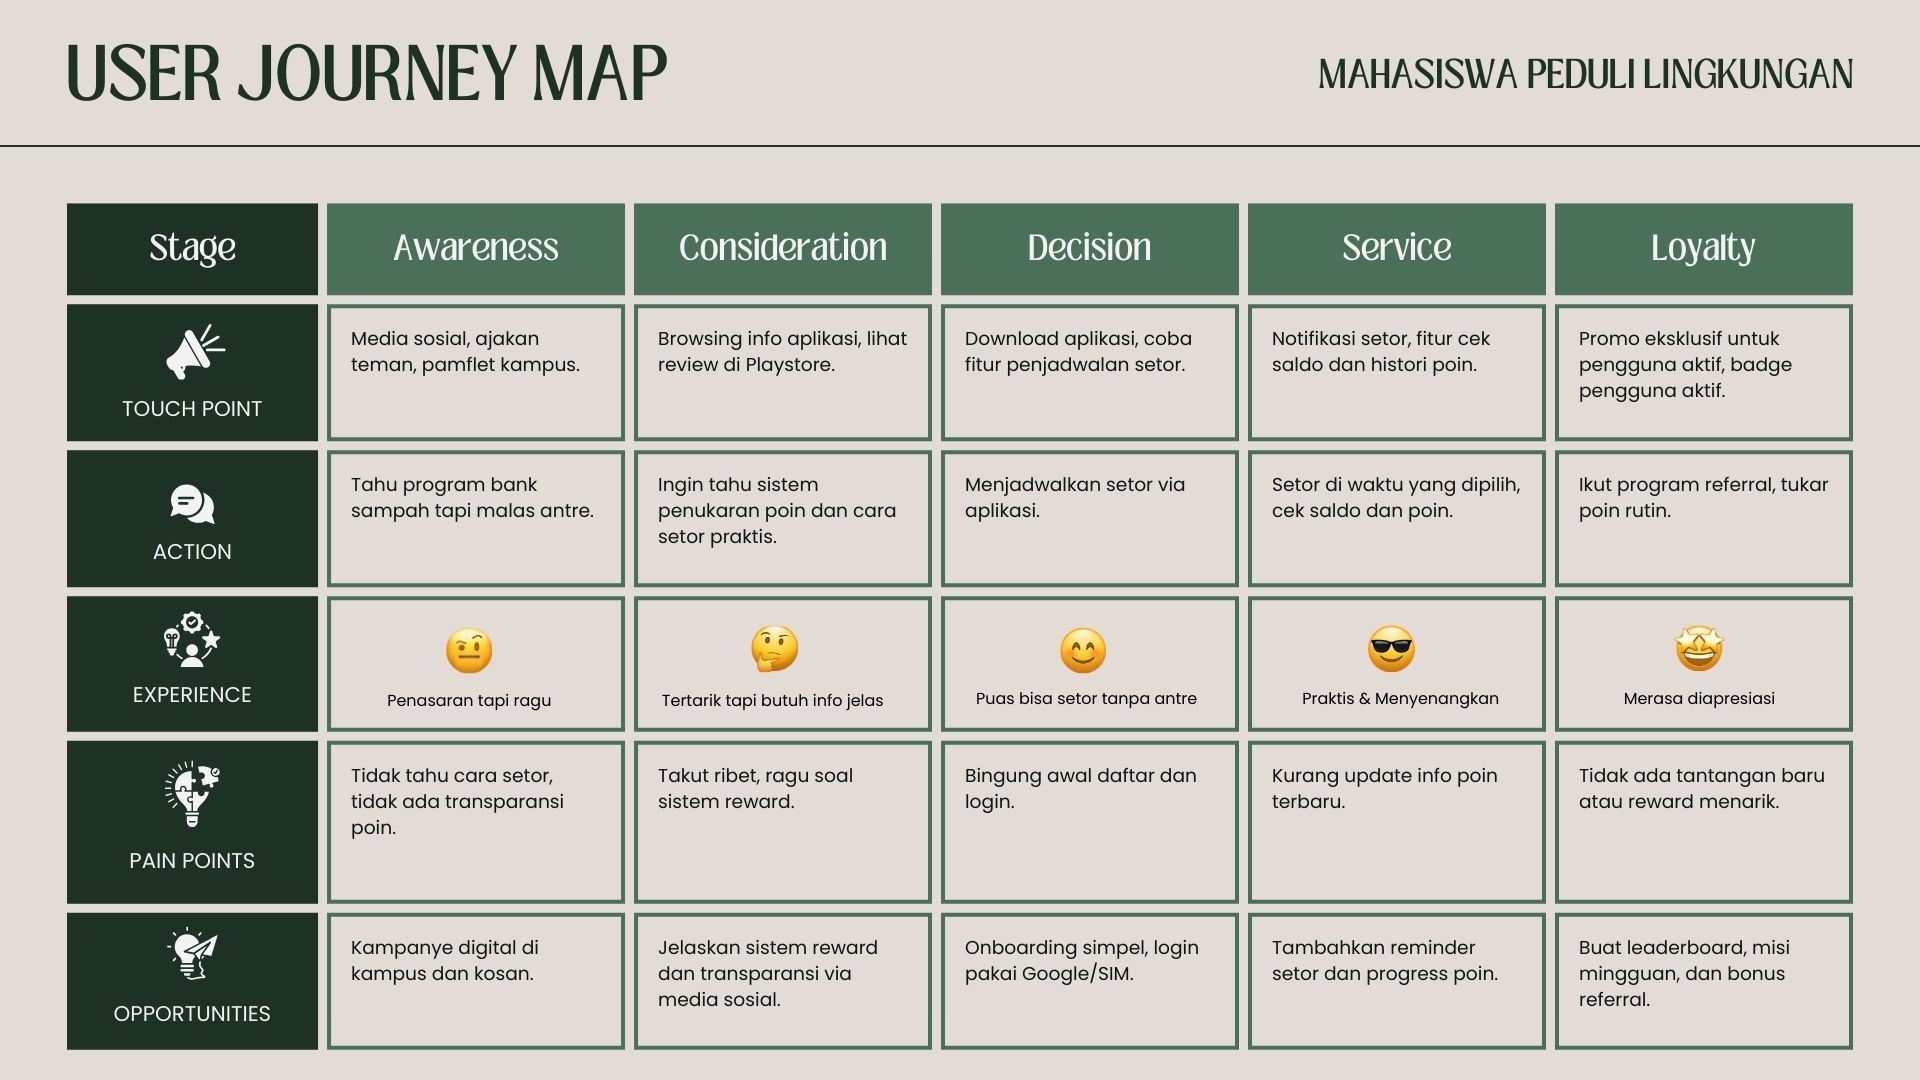 USER JOURNEY MAP
MAHASISWA PEDULI LINGKUNGAN
Stage
Awareness
Consideration
Decision
Service
Loyalty
TOUCH POINT
Media sosial, ajakan
teman, pamflet kampus.
Browsing info aplikasi, lihat
review di Playstore.
Download aplikasi, coba
fitur penjadwalan setor.
Notifikasi setor, fitur cek
saldo dan histori poin.
Promo eksklusif untuk
pengguna aktif, badge
pengguna aktif.
ACTION
Tahu program bank
sampah tapi malas antre.
Ingin tahu sistem
penukaran poin dan cara
setor praktis.
Menjadwalkan setor via
aplikasi.
Setor di waktu yang dipilih,
cek saldo dan poin.
Ikut program referral, tukar
poin rutin.
EXPERIENCE
Penasaran tapi ragu
Tertarik tapi butuh info jelas
Puas bisa setor tanpa antre
Praktis & Menyenangkan
Merasa diapresiasi
PAIN POINTS
Tidak tahu cara setor,
tidak ada transparansi
poin.
Takut ribet, ragu soal
sistem reward.
Bingung awal daftar dan
login.
Kurang update info poin
terbaru.
Tidak ada tantangan baru
atau reward menarik.
OPPORTUNITIES
Kampanye digital di
kampus dan kosan.
Jelaskan sistem reward
dan transparansi via
media sosial.
Onboarding simpel, login
pakai Google/SIM.
Tambahkan reminder
setor dan progress poin.
Buat leaderboard, misi
mingguan, dan bonus
referral.